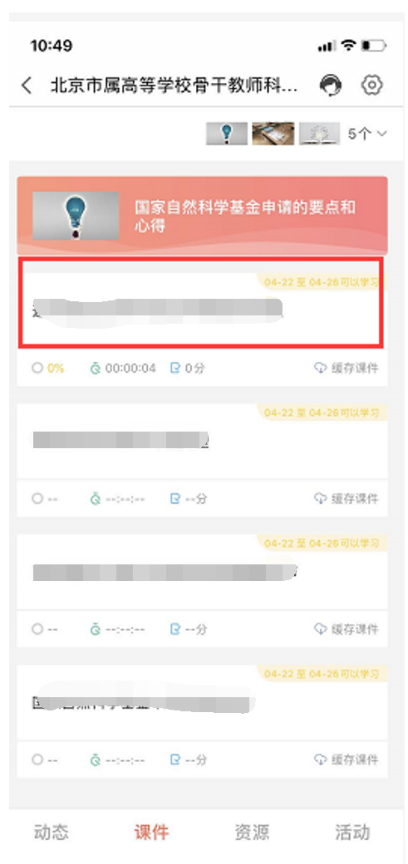 10:49
北京市属高等学校骨干教师科...
5个
国家自然科学基金申请的要点和
心得
04-22 至 04-26可以学习
0% 00:00:04 0分 缓存课件
04-22 至 04-26可以学习
-- --:--:-- --分 缓存课件
04-22 至 04-26可以学习
-- --:--:-- --分 缓存课件
04-22 至 04-26可以学习
-- --:--:-- --分 缓存课件
动态 课件 资源 活动